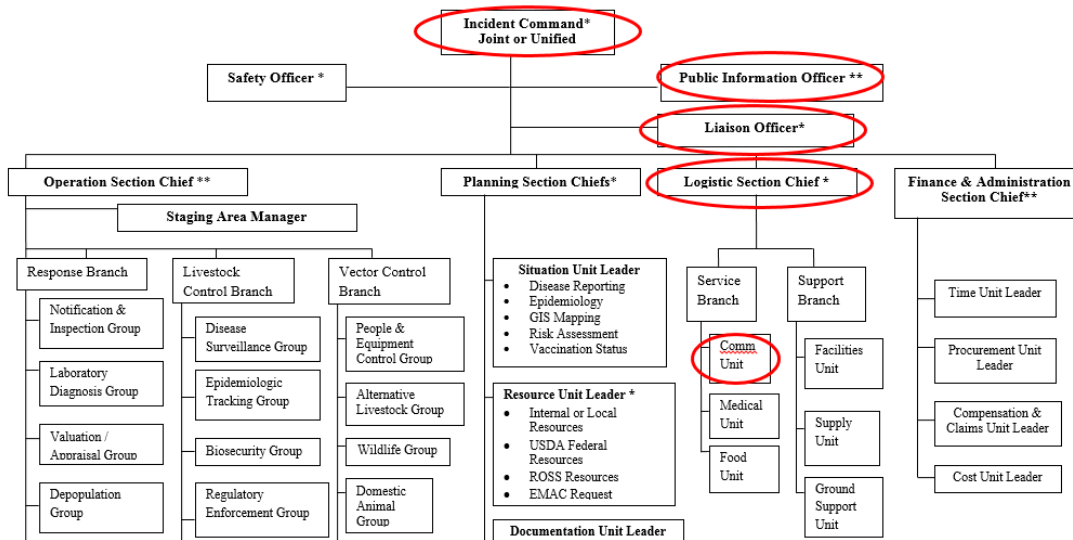 Incident Command*
Joint or Unified
Safety Officer *
Public Information Officer **
Liaison Officer*
Operation Section Chief **
Planning Section Chiefs*
Logistic Section Chief *
Finance & Administration
Section Chief**
Staging Area Manager
Response Branch
Notification &
Inspection Group
Laboratory
Diagnosis Group
Valuation /
Appraisal Group
Depopulation
Group
Livestock
Control Branch
Disease
Surveillance Group
Epidemiologic
Tracking Group
Biosecurity Group
Regulatory
Enforcement Group
Vector Control
Branch
People &
Equipment
Control Group
Alternative
Livestock Group
Wildlife Group
Domestic
Animal
Group
Situation Unit Leader
• Disease Reporting
• Epidemiology
• GIS Mapping
• Risk Assessment
• Vaccination Status
Resource Unit Leader *
• Internal or Local
Resources
• USDA Federal
Resources
• ROSS Resources
• EMAC Request
Documentation Unit Leader
Service
Branch
Comm
Unit
Medical
Unit
Food
Unit
Support
Branch
Facilities
Unit
Supply
Unit
Ground
Support
Unit
Time Unit Leader
Procurement Unit
Leader
Compensation &
Claims Unit Leader
Cost Unit Leader